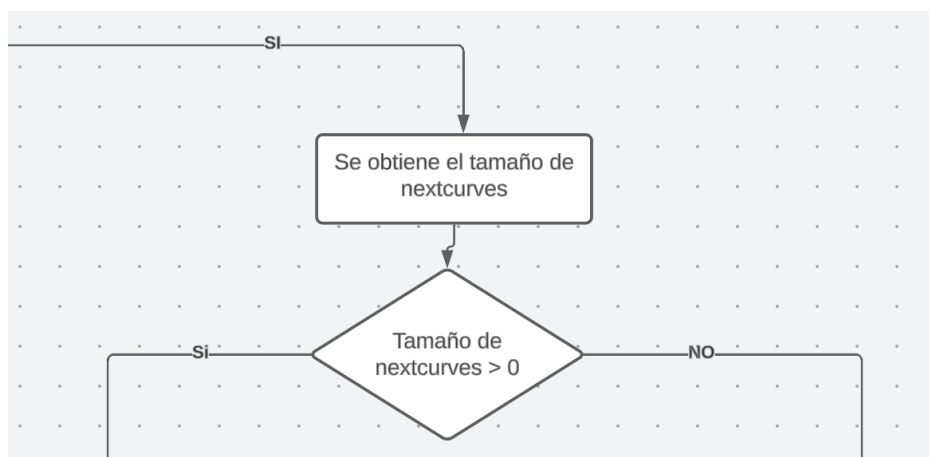 SI
Se obtiene el tamaño de
nextcurves
Tamaño de
nextcurves > 0
Si
NO